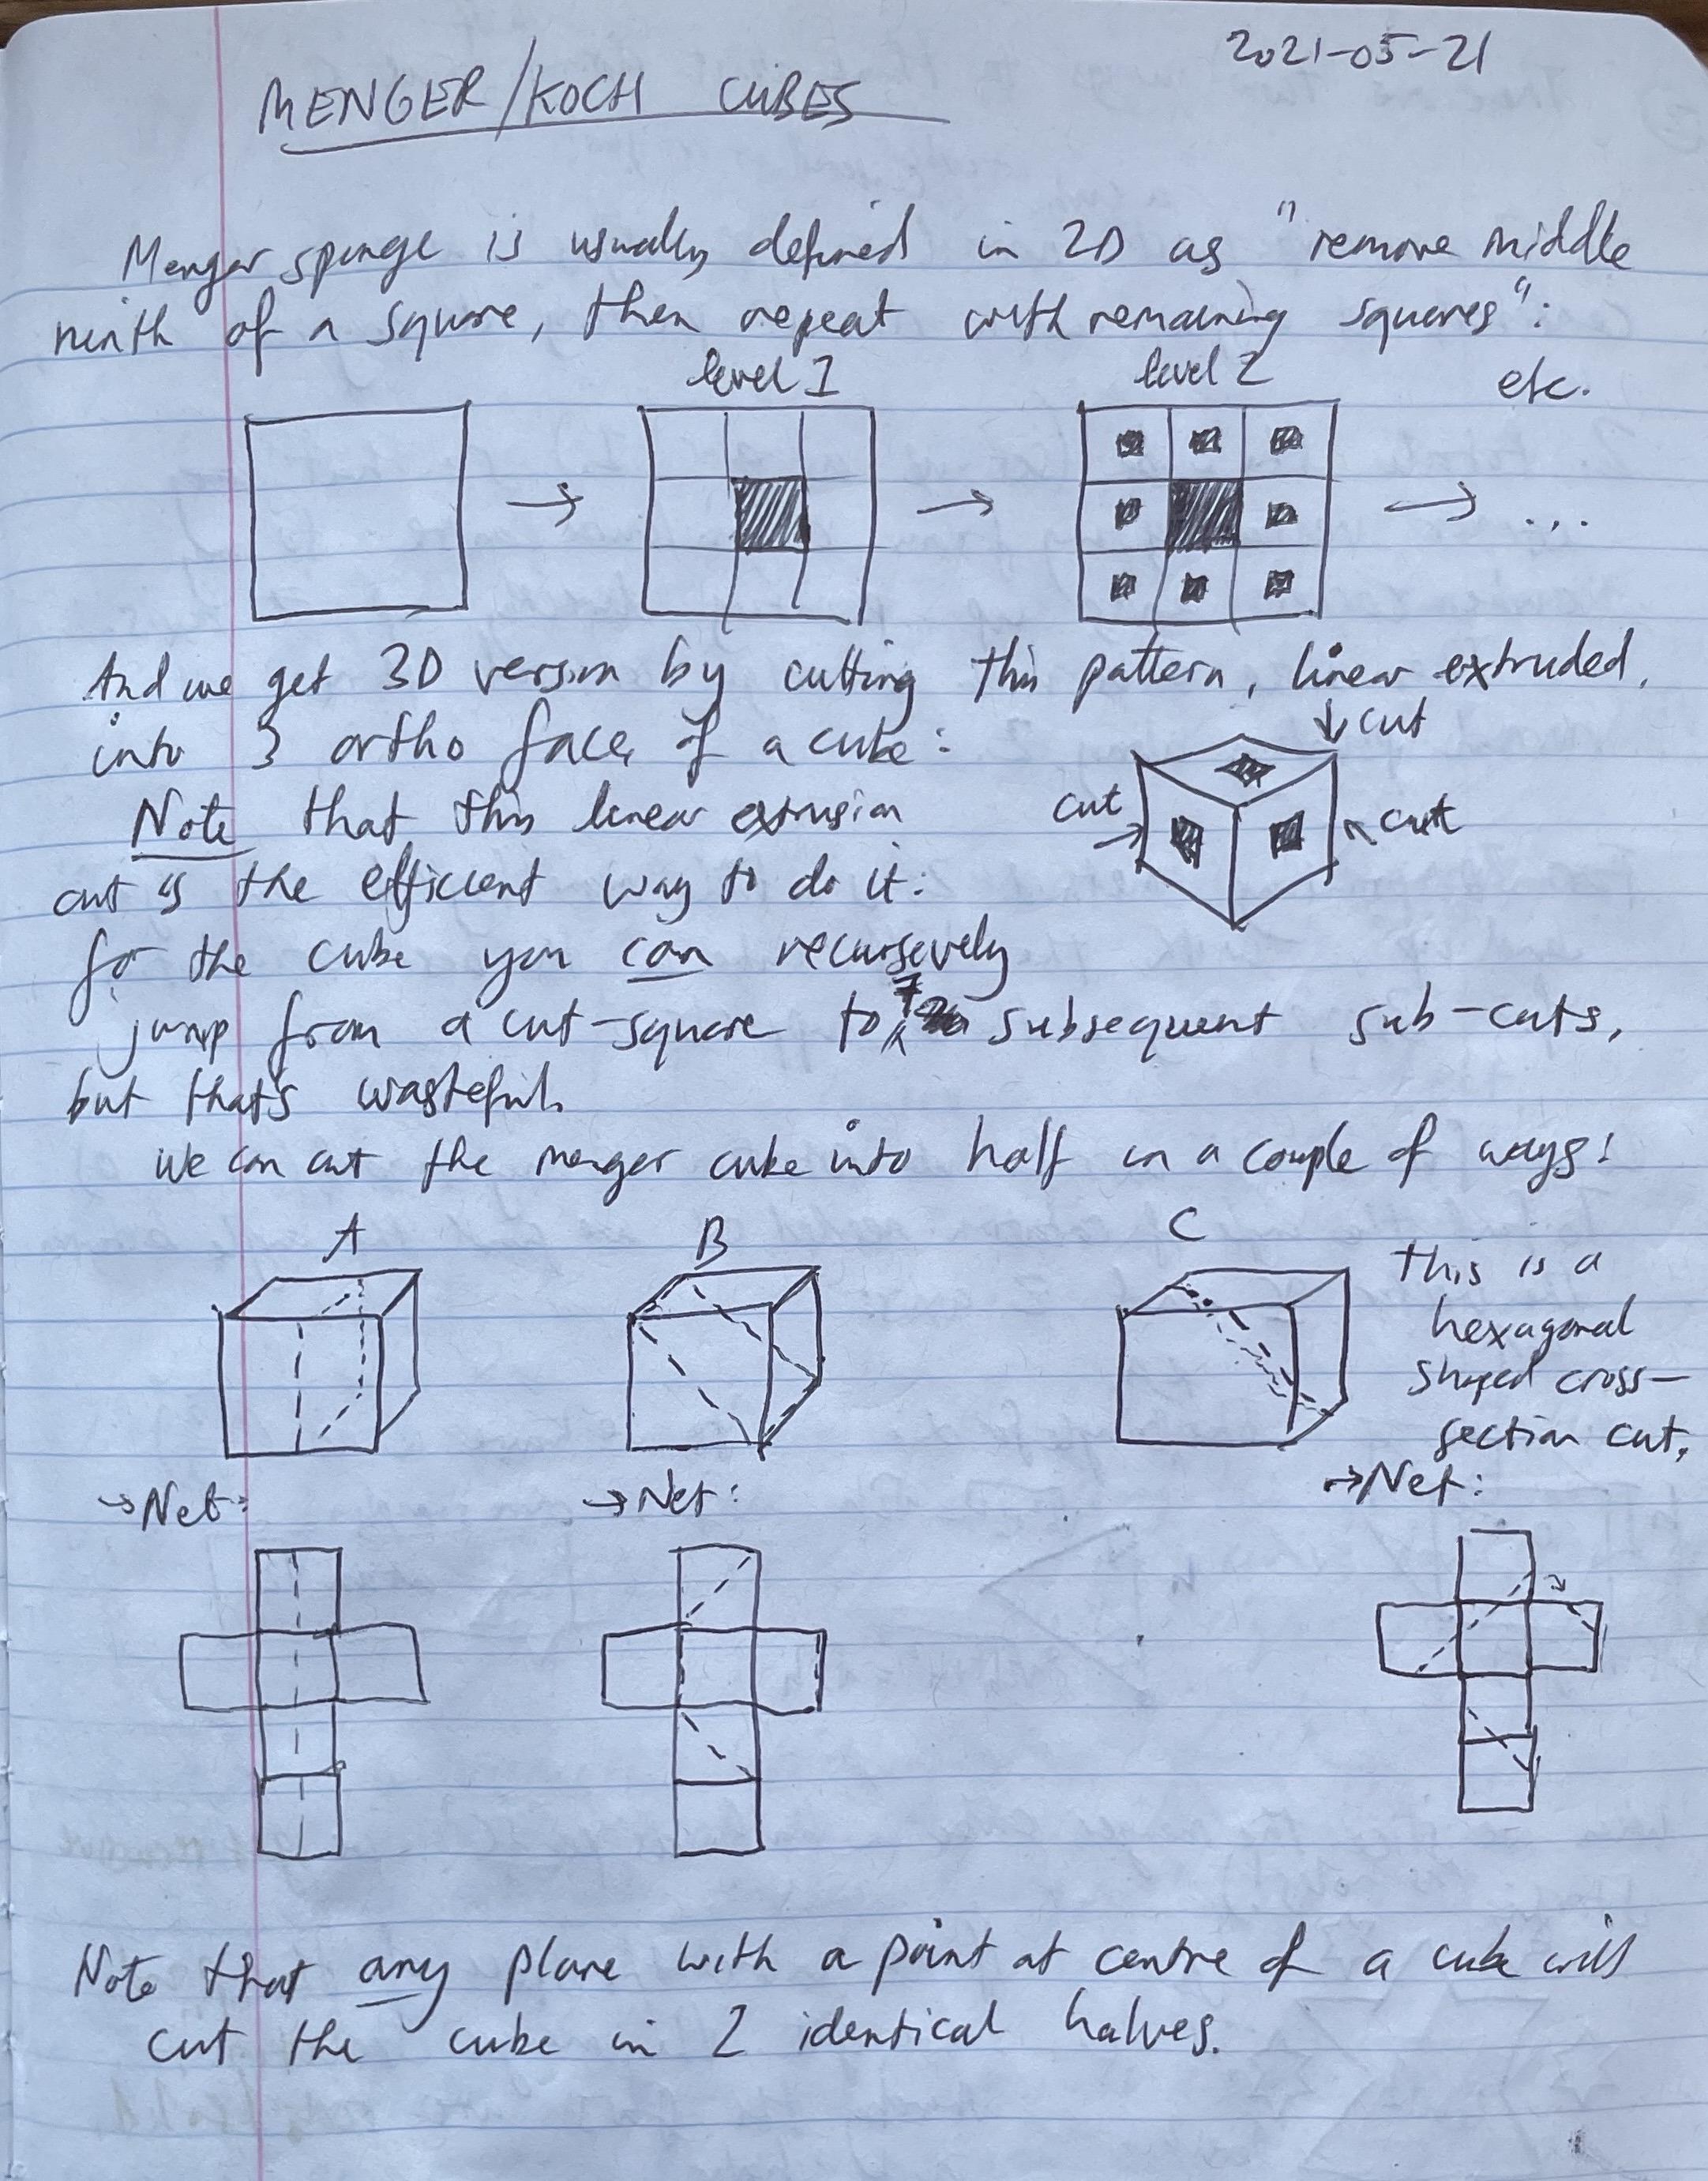 2021-05-21
MENGER/KOCH CUBES
Menger sponge is usually defined in 2D as "remove middle
ninth of a square, then repeat with remaining squares":
level 1 level 2 etc.
...
And we get 3D version by cutting this pattern, linear extruded,
into 3 ortho faces of a cube:
↓ cut
Note that this linear extrusion
cut → ↖ cut
cut is the efficient way to do it:
for the cube you can recursively
jump from a cut-square to 7 subsequent sub-cuts,
but that's wasteful.
We can cut the menger cube into half in a couple of ways:
A B C
this is a
hexagonal
shaped cross-
section cut.
→ Net: → Net: → Net:
Note that any plane with a point at centre of a cube will
cut the cube in 2 identical halves.